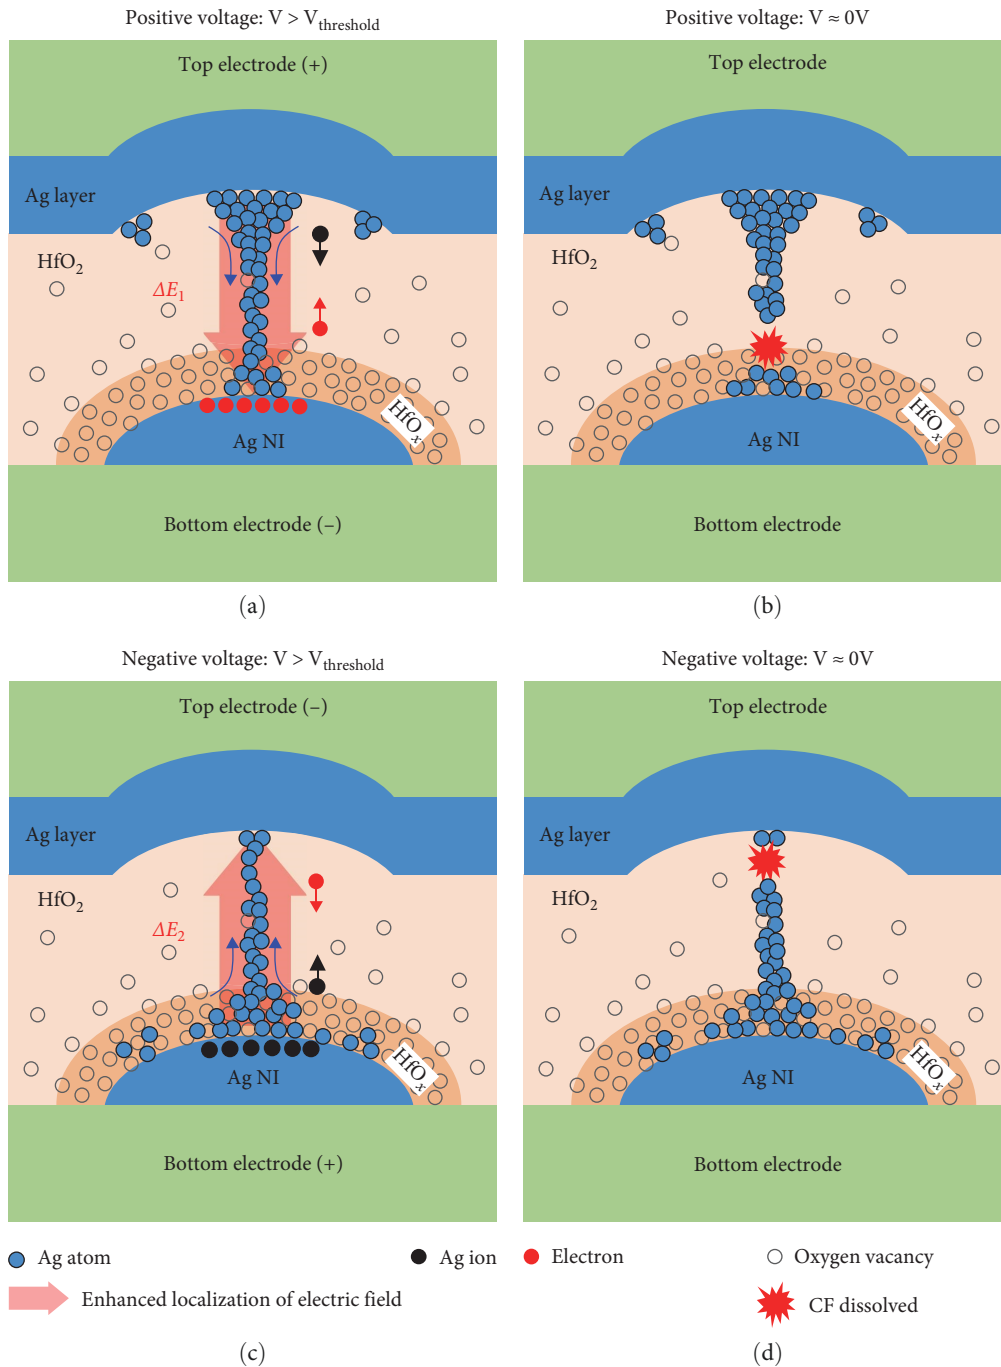 Positive voltage: V > V_threshold
Positive voltage: V ≈ 0V
Top electrode (+)
Ag layer
HfO₂
ΔE₁
HfOₓ
Ag NI
Bottom electrode (–)
(a)
Top electrode
Ag layer
HfO₂
HfOₓ
Ag NI
Bottom electrode
(b)
Negative voltage: V > V_threshold
Negative voltage: V ≈ 0V
Top electrode (–)
Ag layer
HfO₂
ΔE₂
HfOₓ
Ag NI
Bottom electrode (+)
Top electrode
Ag layer
HfO₂
HfOₓ
Ag NI
Bottom electrode
Ag atom
Ag ion
Electron
Oxygen vacancy
Enhanced localization of electric field
CF dissolved
(c)
(d)